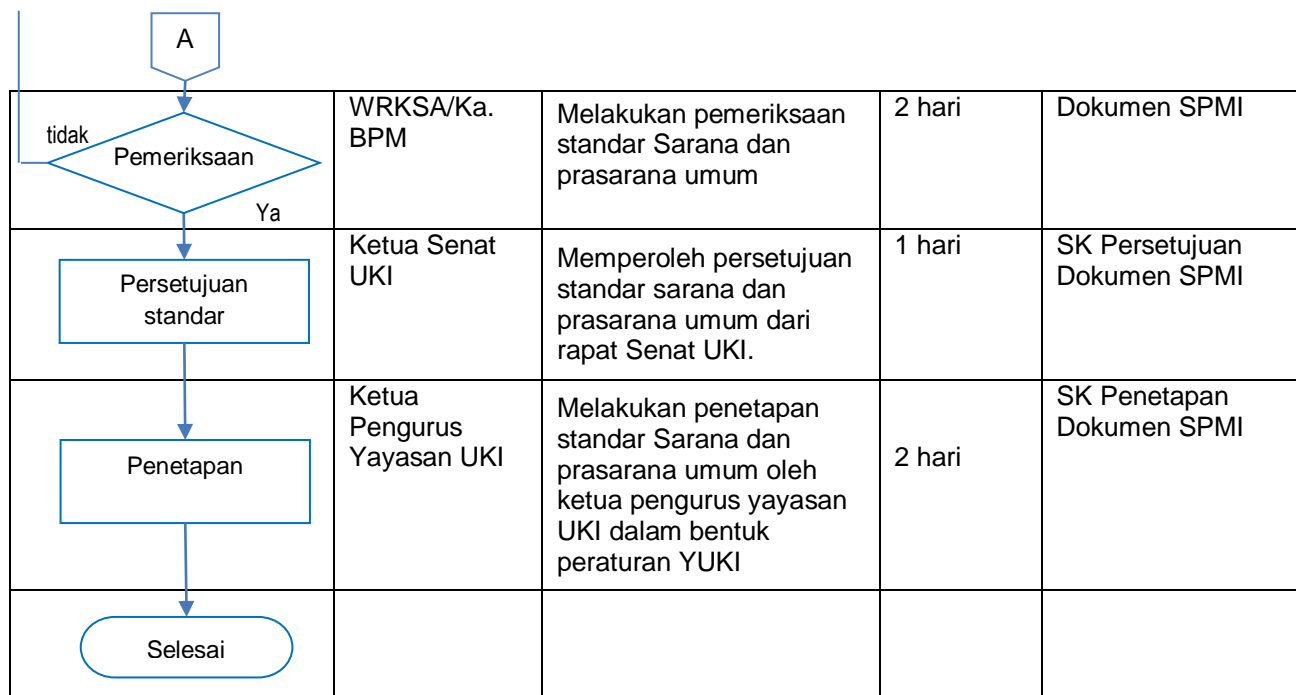 A
tidak
Pemeriksaan
Ya
WRKSA/Ka.
BPM
Melakukan pemeriksaan
standar Sarana dan
prasarana umum
2 hari
Dokumen SPMI
Persetujuan
standar
Ketua Senat
UKI
Memperoleh persetujuan
standar sarana dan
prasarana umum dari
rapat Senat UKI.
1 hari
SK Persetujuan
Dokumen SPMI
Penetapan
Ketua
Pengurus
Yayasan UKI
Melakukan penetapan
standar Sarana dan
prasarana umum oleh
ketua pengurus yayasan
UKI dalam bentuk
peraturan YUKI
2 hari
SK Penetapan
Dokumen SPMI
Selesai